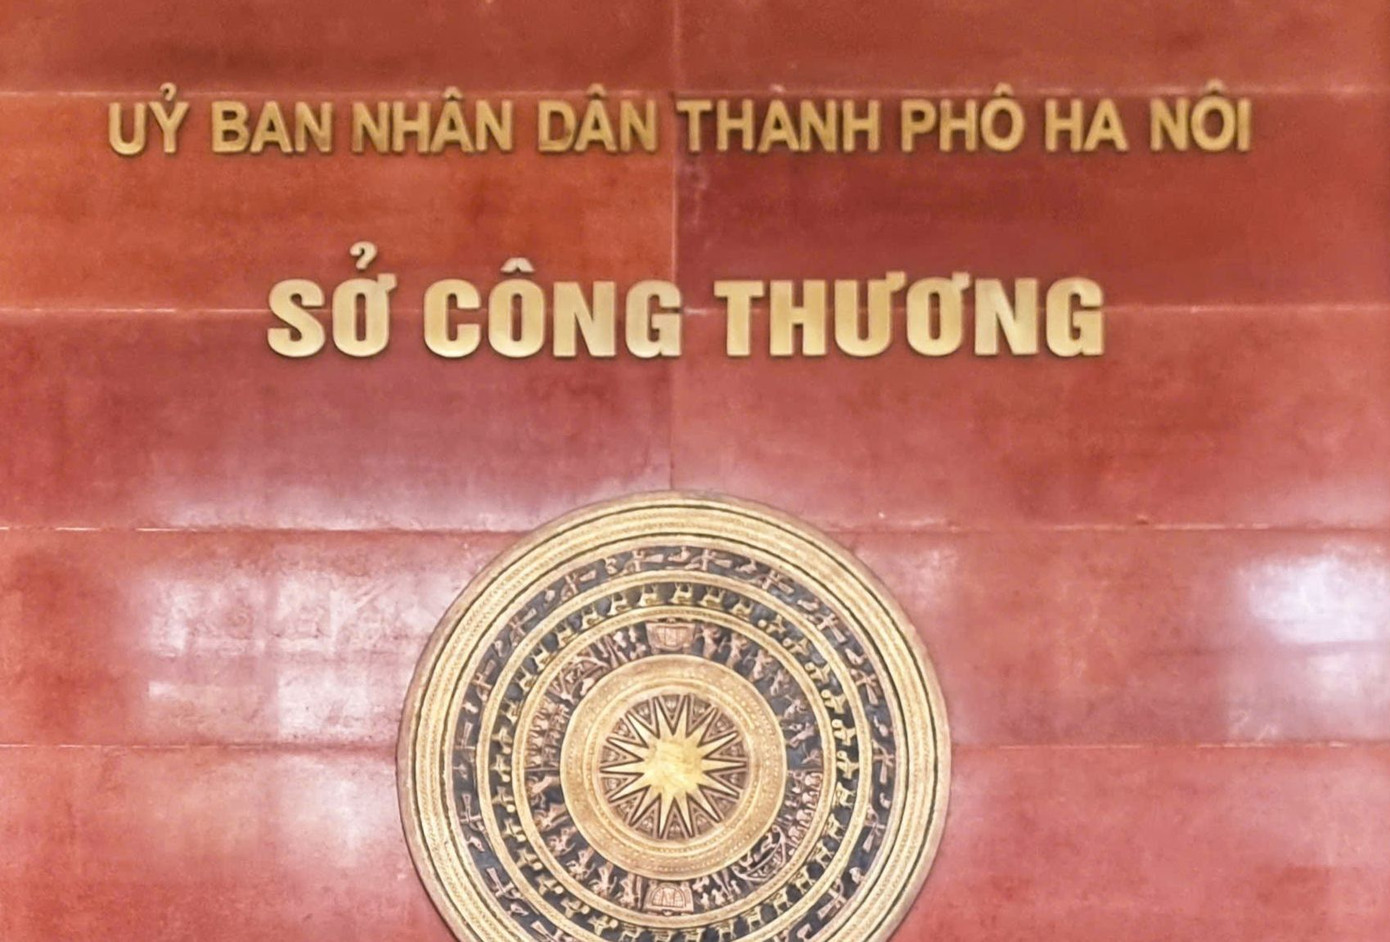 UỶ BAN NHÂN DÂN THANH PHÔ HA NÔI
SỞ CÔNG THƯƠNG